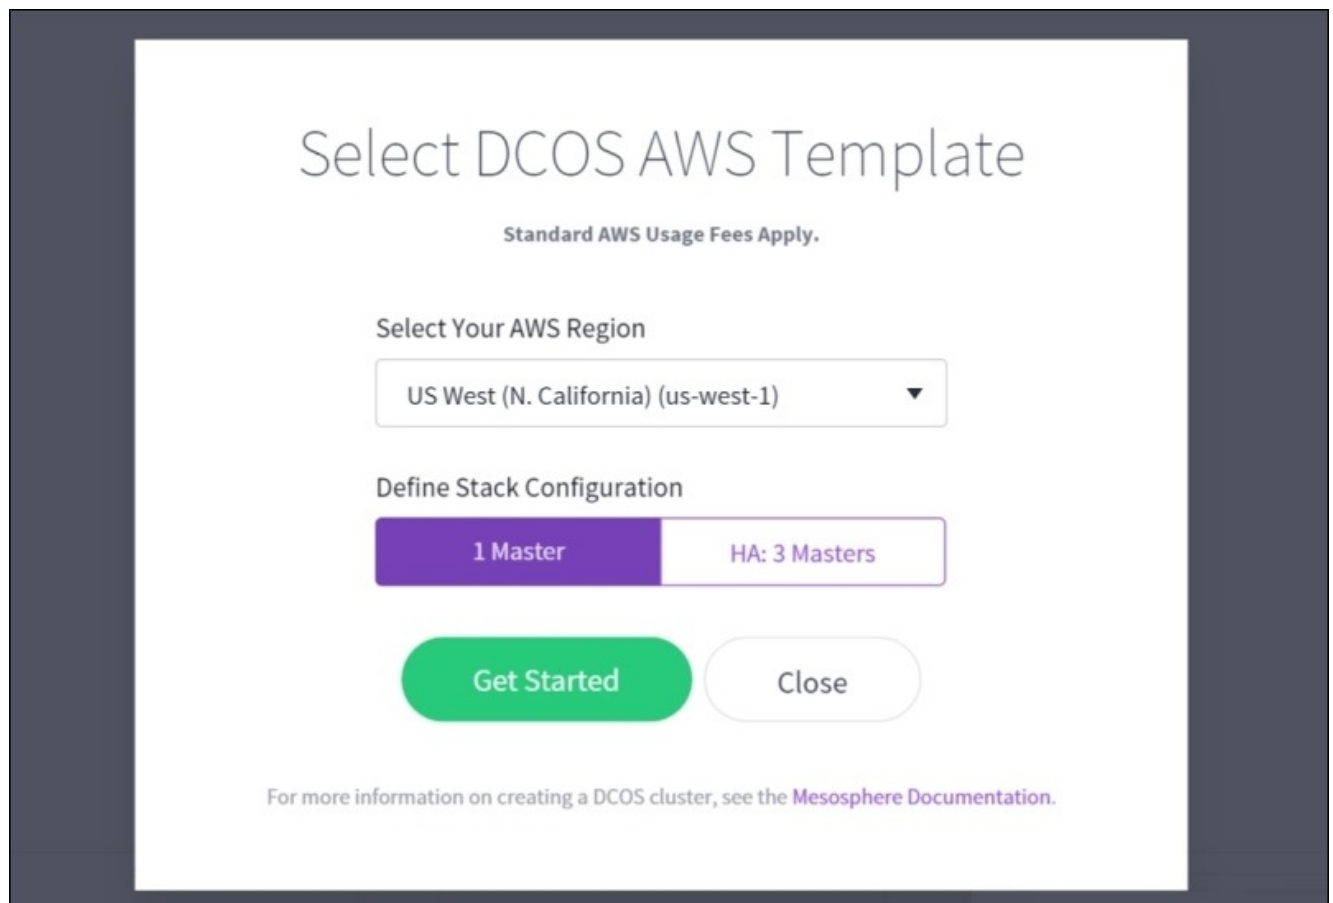 Select DCOS AWS Template
Standard AWS Usage Fees Apply.
Select Your AWS Region
US West (N. California) (us-west-1)
Define Stack Configuration
1 Master
HA: 3 Masters
Get Started
Close
For more information on creating a DCOS cluster, see the Mesosphere Documentation.